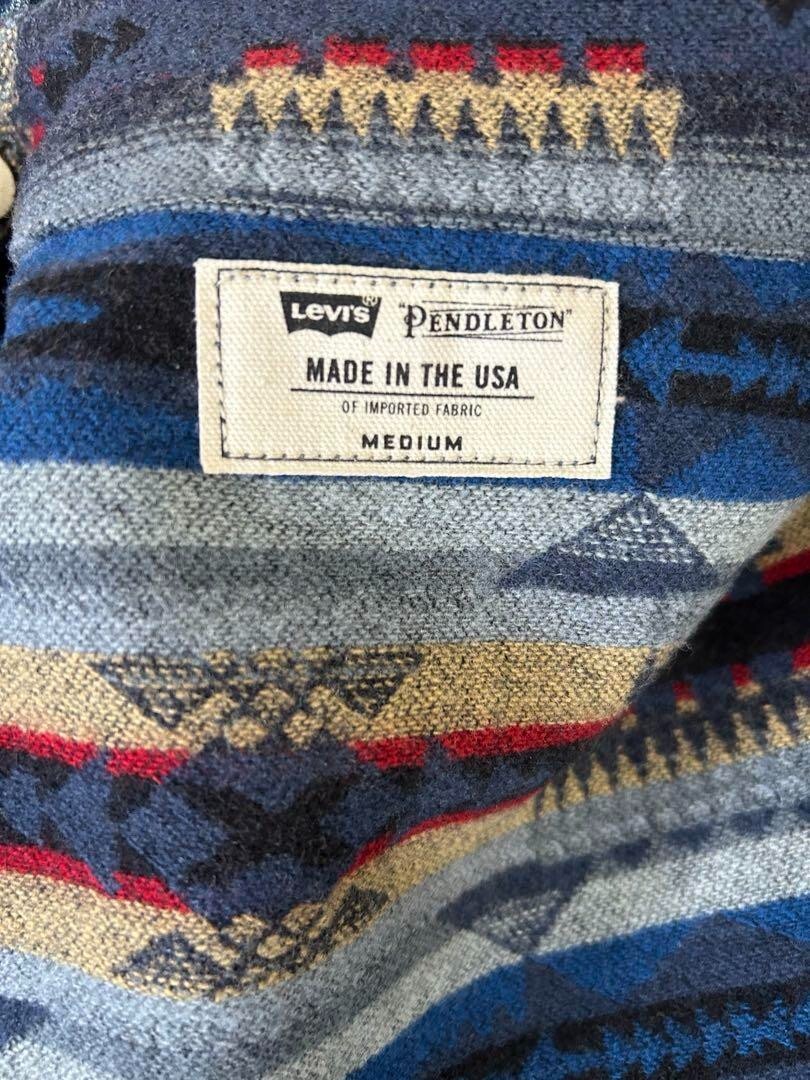 Levi's® "PENDLETON"
MADE IN THE USA
OF IMPORTED FABRIC
MEDIUM